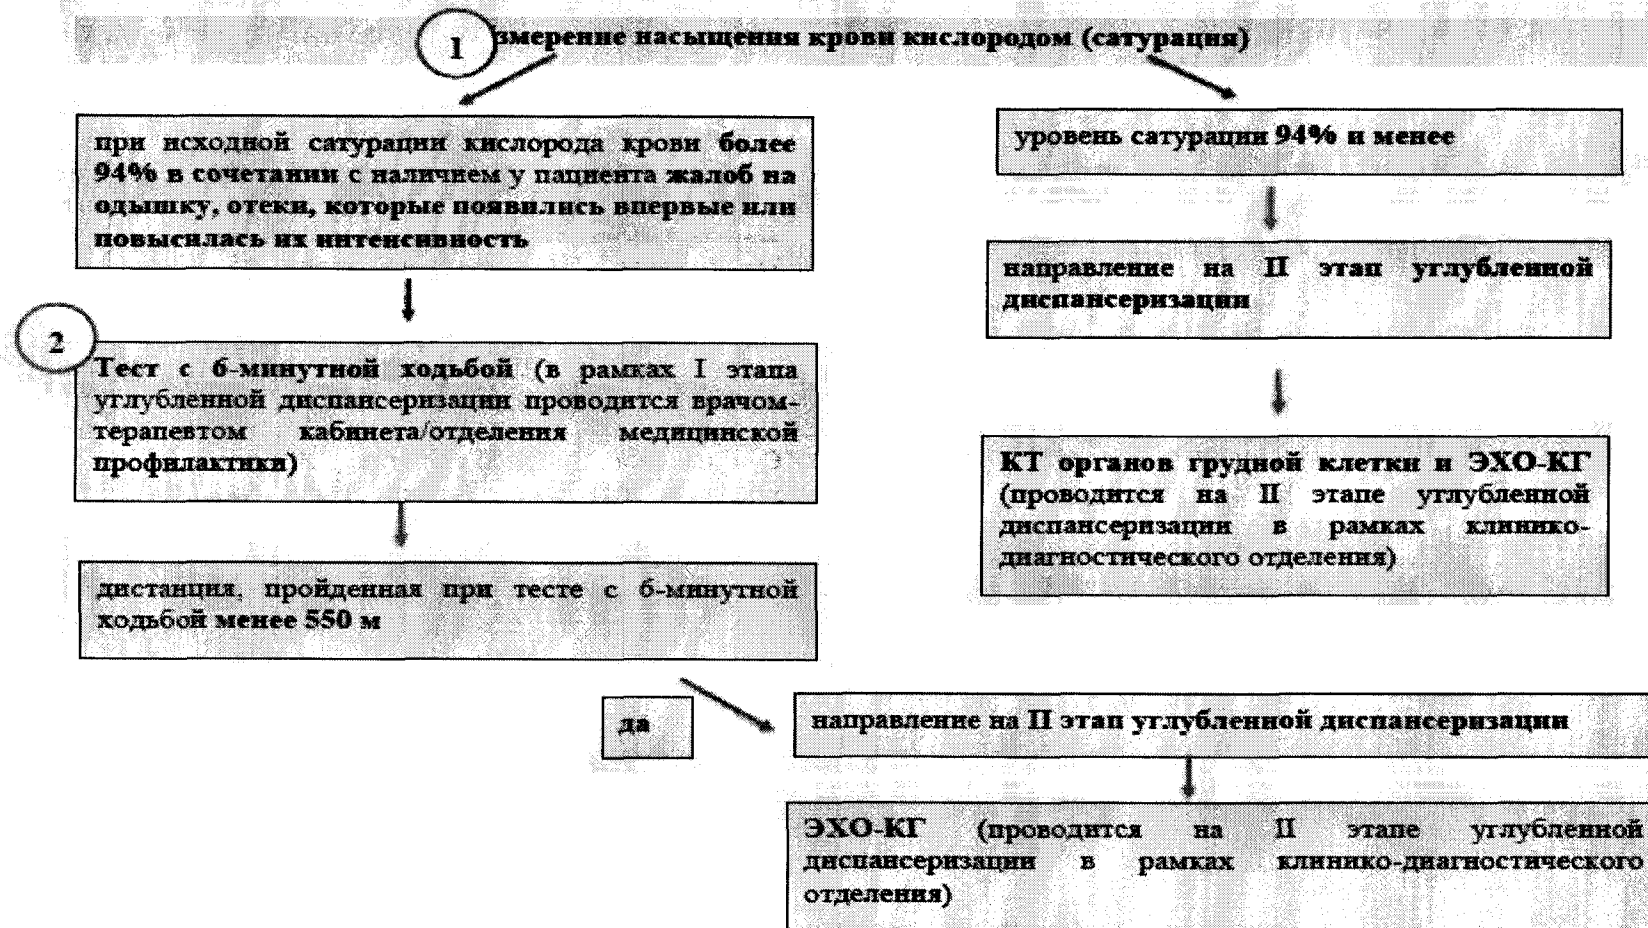 1
змерение насыщения крови кислородом (сатурация)
при исходной сатурации кислорода крови более
94% в сочетании с наличием у пациента жалоб на
одышку, отеки, которые появились впервые или
повысилась их интенсивность
2
Тест с 6-минутной ходьбой (в рамках I этапа
углубленной диспансеризации проводится врачом-
терапевтом кабинета/отделения медицинской
профилактики)
дистанция, пройденная при тесте с 6-минутной
ходьбой менее 550 м
уровень сатурации 94% и менее
направление на II этап углубленной
диспансеризации
КТ органов грудной клетки и ЭХО-КГ
(проводится на II этапе углубленной
диспансеризации в рамках клинико-
диагностического отделения)
да
направление на II этап углубленной диспансеризации
ЭХО-КГ (проводится на II этапе углубленной
диспансеризации в рамках клинико-диагностического
отделения)